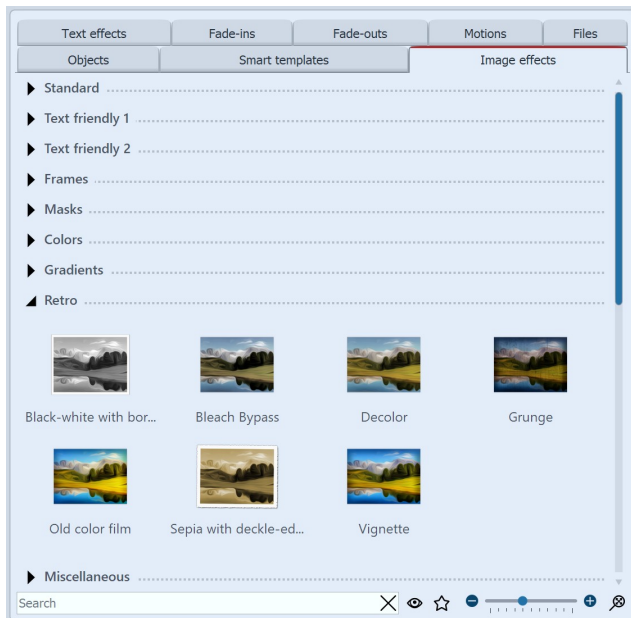 Text effects Fade-ins Fade-outs Motions Files
Objects Smart templates Image effects
Standard
Text friendly 1
Text friendly 2
Frames
Masks
Colors
Gradients
Retro
Black-white with bor... Bleach Bypass Decolor Grunge
Old color film Sepia with deckle-ed... Vignette
Miscellaneous
Search